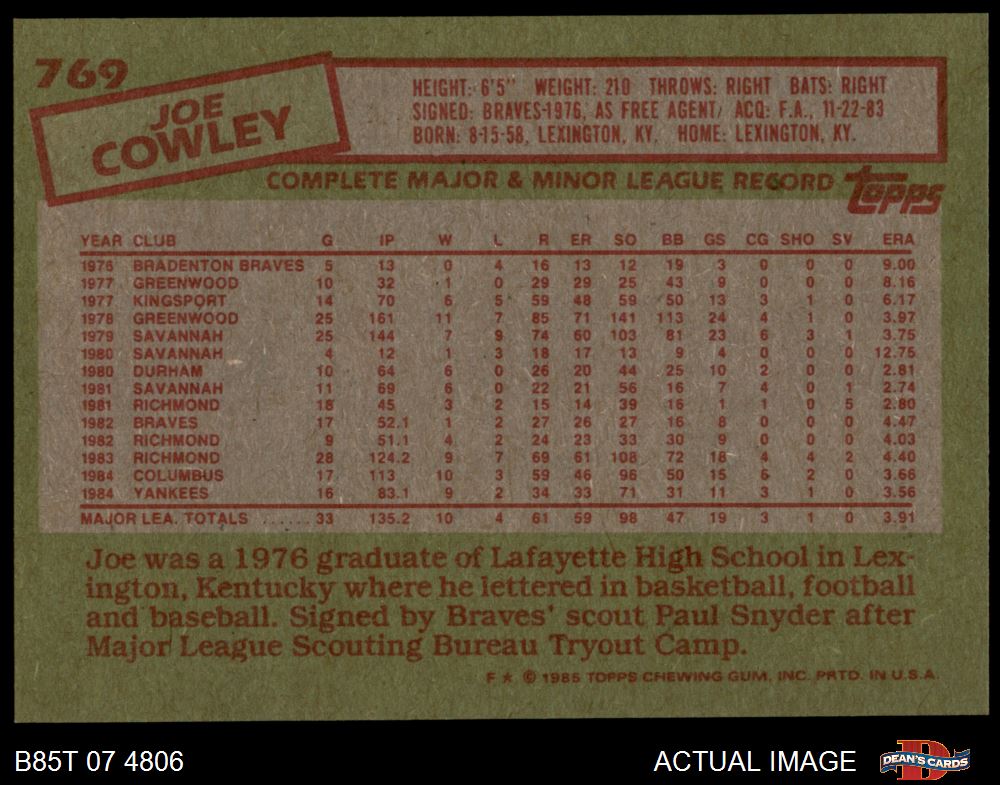 769
JOE
COWLEY
HEIGHT: 6'5" WEIGHT: 210 THROWS: RIGHT BATS: RIGHT
SIGNED: BRAVES-1976, AS FREE AGENT/ ACQ: F.A., 11-22-83
BORN: 8-15-58, LEXINGTON, KY. HOME: LEXINGTON, KY.
COMPLETE MAJOR & MINOR LEAGUE RECORD
topps
YEAR CLUB G IP W L R ER SO BB GS CG SHO SV ERA
1976 BRADENTON BRAVES 5 13 0 4 16 13 12 19 3 0 0 0 9.00
1977 GREENWOOD 10 32 1 0 29 29 25 43 9 0 0 0 8.16
1977 KINGSPORT 14 70 6 5 59 48 59 50 13 3 1 0 6.17
1978 GREENWOOD 25 161 11 7 85 71 141 113 24 4 1 0 3.97
1979 SAVANNAH 25 144 7 9 74 60 103 81 23 6 3 1 3.75
1980 SAVANNAH 4 12 1 3 18 17 13 9 4 0 0 0 12.75
1980 DURHAM 10 64 6 0 26 20 44 25 10 2 0 0 2.81
1981 SAVANNAH 11 69 6 0 22 21 56 16 7 4 0 1 2.74
1981 RICHMOND 18 45 3 2 15 14 39 16 1 1 0 5 2.80
1982 BRAVES 17 52.1 1 2 27 26 27 16 8 0 0 0 4.47
1982 RICHMOND 9 51.1 4 2 24 23 33 30 9 0 0 0 4.03
1983 RICHMOND 28 124.2 9 7 69 61 108 72 18 4 4 2 4.40
1984 COLUMBUS 17 113 10 3 59 46 96 50 15 6 2 0 3.66
1984 YANKEES 16 83.1 9 2 34 33 71 31 11 3 1 0 3.56
MAJOR LEA. TOTALS ...... 33 135.2 10 4 61 59 98 47 19 3 1 0 3.91
Joe was a 1976 graduate of Lafayette High School in Lex-
ington, Kentucky where he lettered in basketball, football
and baseball. Signed by Braves' scout Paul Snyder after
Major League Scouting Bureau Tryout Camp.
F ★ © 1985 TOPPS CHEWING GUM, INC. PRTD. IN U.S.A.
B85T 07 4806
ACTUAL IMAGE
D
DEAN'S CARDS